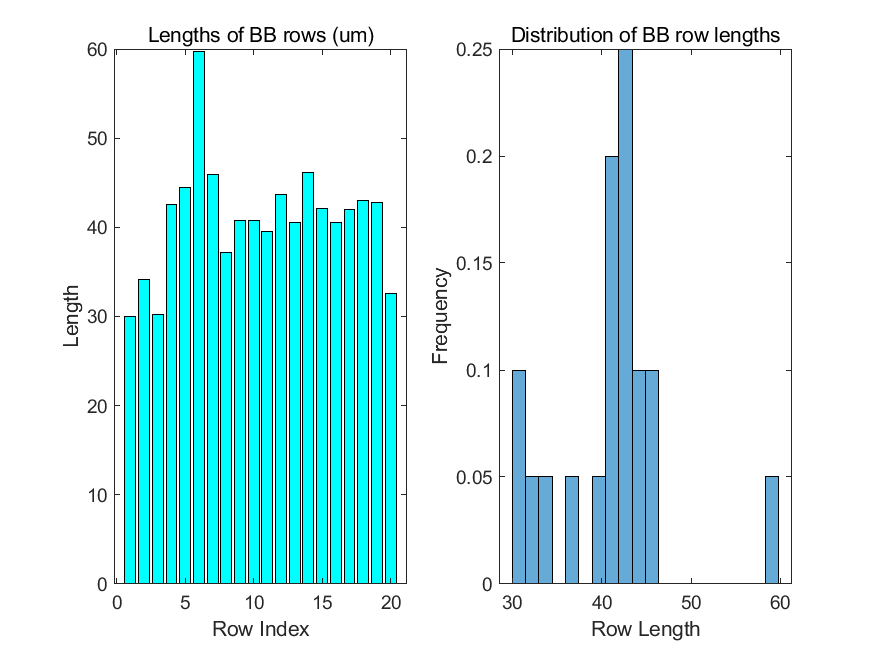 Lengths of BB rows (um)
60
50
40
30
20
10
0
Length
0 5 10 15 20
Row Index
Distribution of BB row lengths
0.25
0.2
0.15
0.1
0.05
0
Frequency
30 40 50 60
Row Length